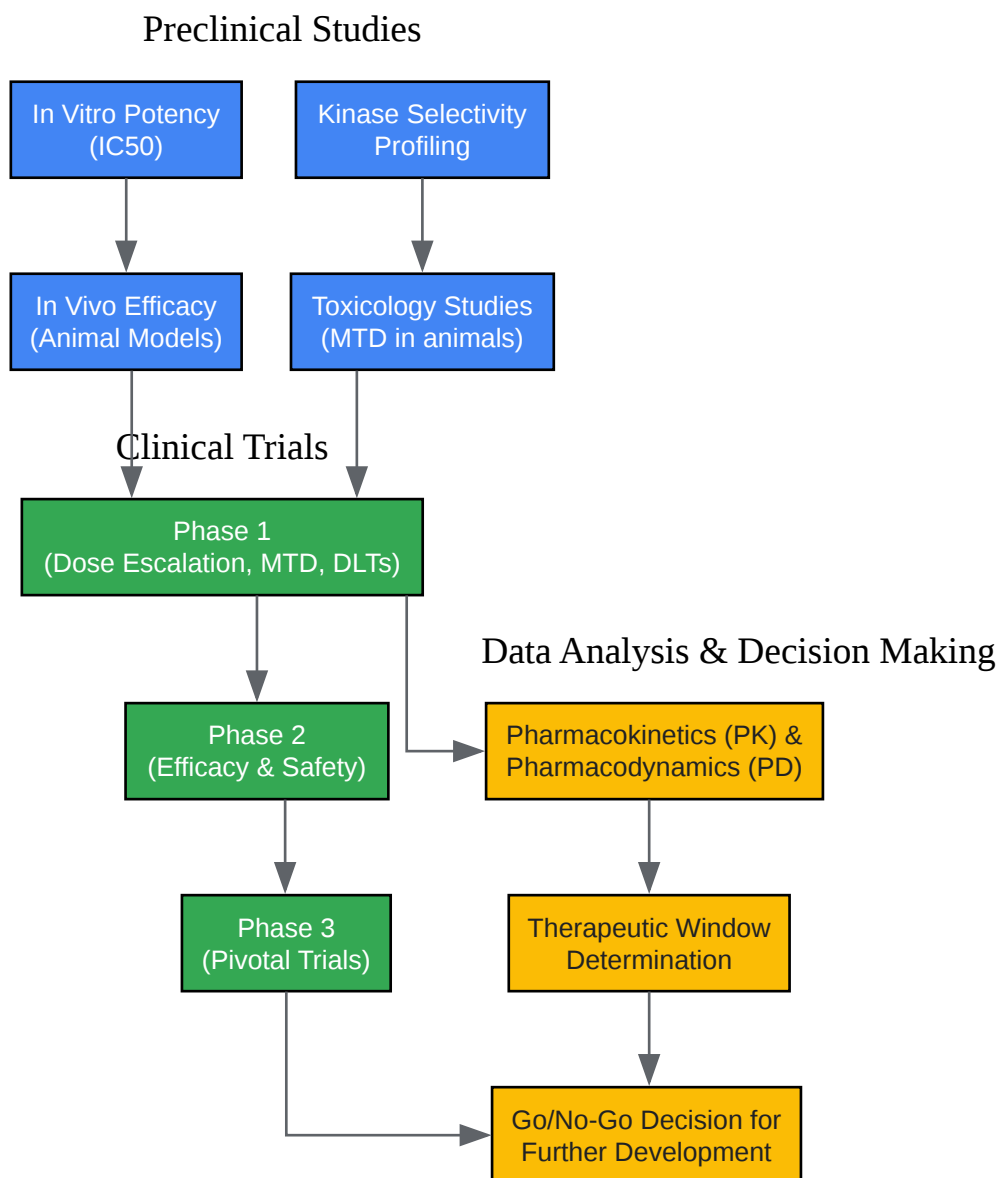 Preclinical Studies
In Vitro Potency
(IC50)
Kinase Selectivity
Profiling
In Vivo Efficacy
(Animal Models)
Toxicology Studies
(MTD in animals)
Clinical Trials
Phase 1
(Dose Escalation, MTD, DLTs)
Data Analysis & Decision Making
Phase 2
(Efficacy & Safety)
Pharmacokinetics (PK) &
Pharmacodynamics (PD)
Phase 3
(Pivotal Trials)
Therapeutic Window
Determination
Go/No-Go Decision for
Further Development